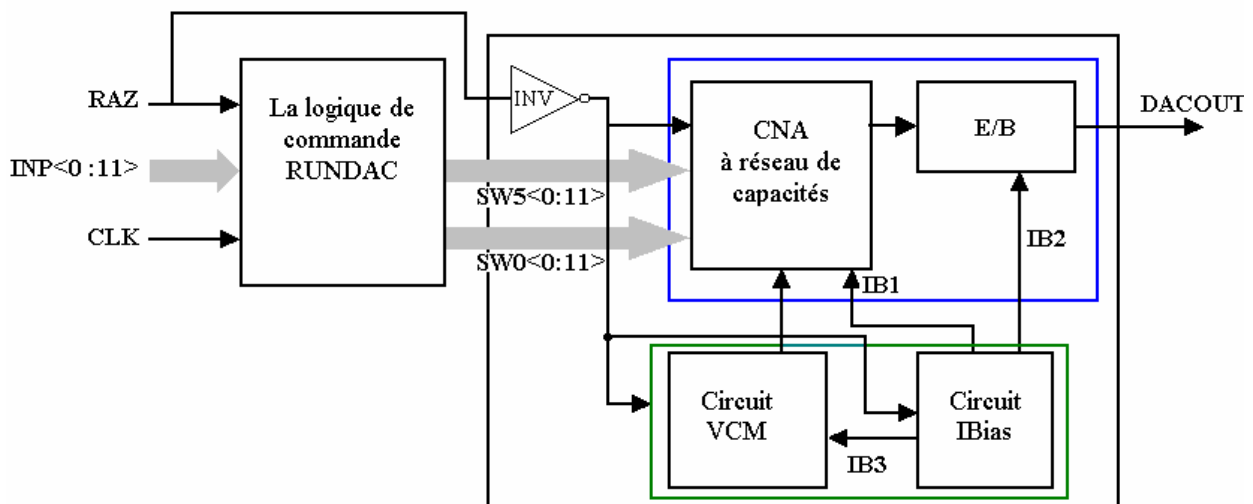 RAZ
INP<0 :11>
CLK
La logique de
commande
RUNDAC
INV
SW5<0:11>
SW0<0:11>
CNA
à réseau de
capacités
E/B
DACOUT
IB1
IB2
Circuit
VCM
IB3
Circuit
IBias